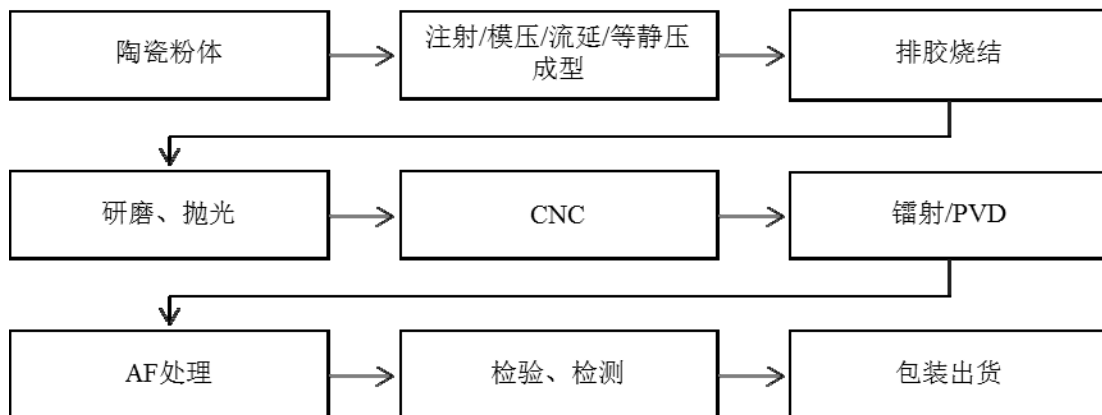 陶瓷粉体
注射/模压/流延/等静压
成型
排胶烧结
研磨、抛光
CNC
镭射/PVD
AF处理
检验、检测
包装出货